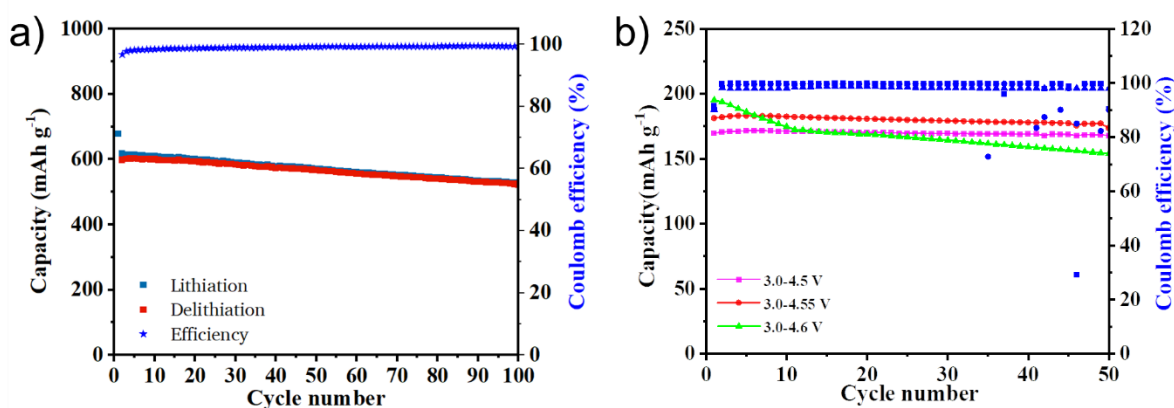 a)
1000
800
600
400
200
0
Capacity (mAh g⁻¹)
Lithiation
Delithiation
Efficiency
0 10 20 30 40 50 60 70 80 90 100
Cycle number
100
80
60
40
20
0
Coulomb efficiency (%)
b)
250
200
150
100
50
0
Capacity(mAh g⁻¹)
3.0-4.5 V
3.0-4.55 V
3.0-4.6 V
0 10 20 30 40 50
Cycle number
120
100
80
60
40
20
0
Coulomb efficiency (%)